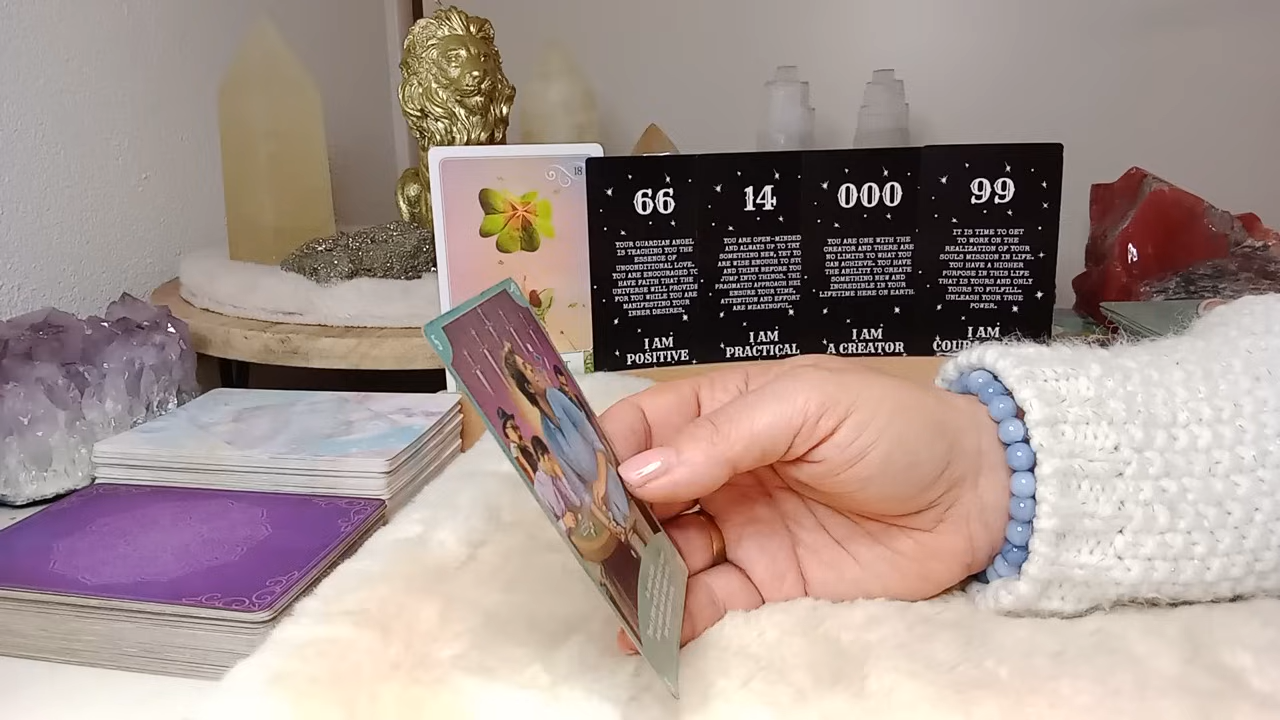 18
66
YOUR GUARDIAN ANGEL
IS TEACHING YOU THE
ESSENCE OF
UNCONDITIONAL LOVE.
YOU ARE ENCOURAGED TO
HAVE FAITH THAT THE
UNIVERSE WILL PROVIDE
FOR YOU WHILE YOU ARE
MANIFESTING YOUR
INNER DESIRES.
I AM
POSITIVE
14
YOU ARE OPEN-MINDED
AND ALWAYS UP TO TRY
SOMETHING NEW, YET YO
ARE WISE ENOUGH TO STO
AND THINK BEFORE YOU
JUMP INTO THINGS. THI
PRAGMATIC APPROACH HEL
ENSURE YOUR TIME,
ATTENTION AND EFFORT
ARE MEANINGFUL.
I AM
PRACTICAL
000
YOU ARE ONE WITH THE
CREATOR AND THERE ARE
NO LIMITS TO WHAT YOU
CAN ACHIEVE. YOU HAVE
THE ABILITY TO CREATE
SOMETHING NEW AND
INCREDIBLE IN YOUR
LIFETIME HERE ON EARTH.
I AM
A CREATOR
99
IT IS TIME TO GET
TO WORK ON THE
REALIZATION OF YOUR
SOULS MISSION IN LIFE.
YOU HAVE A HIGHER
PURPOSE IN THIS LIFE
THAT IS YOURS AND ONLY
YOURS TO FULFILL.
UNLEASH YOUR TRUE
POWER.
I AM